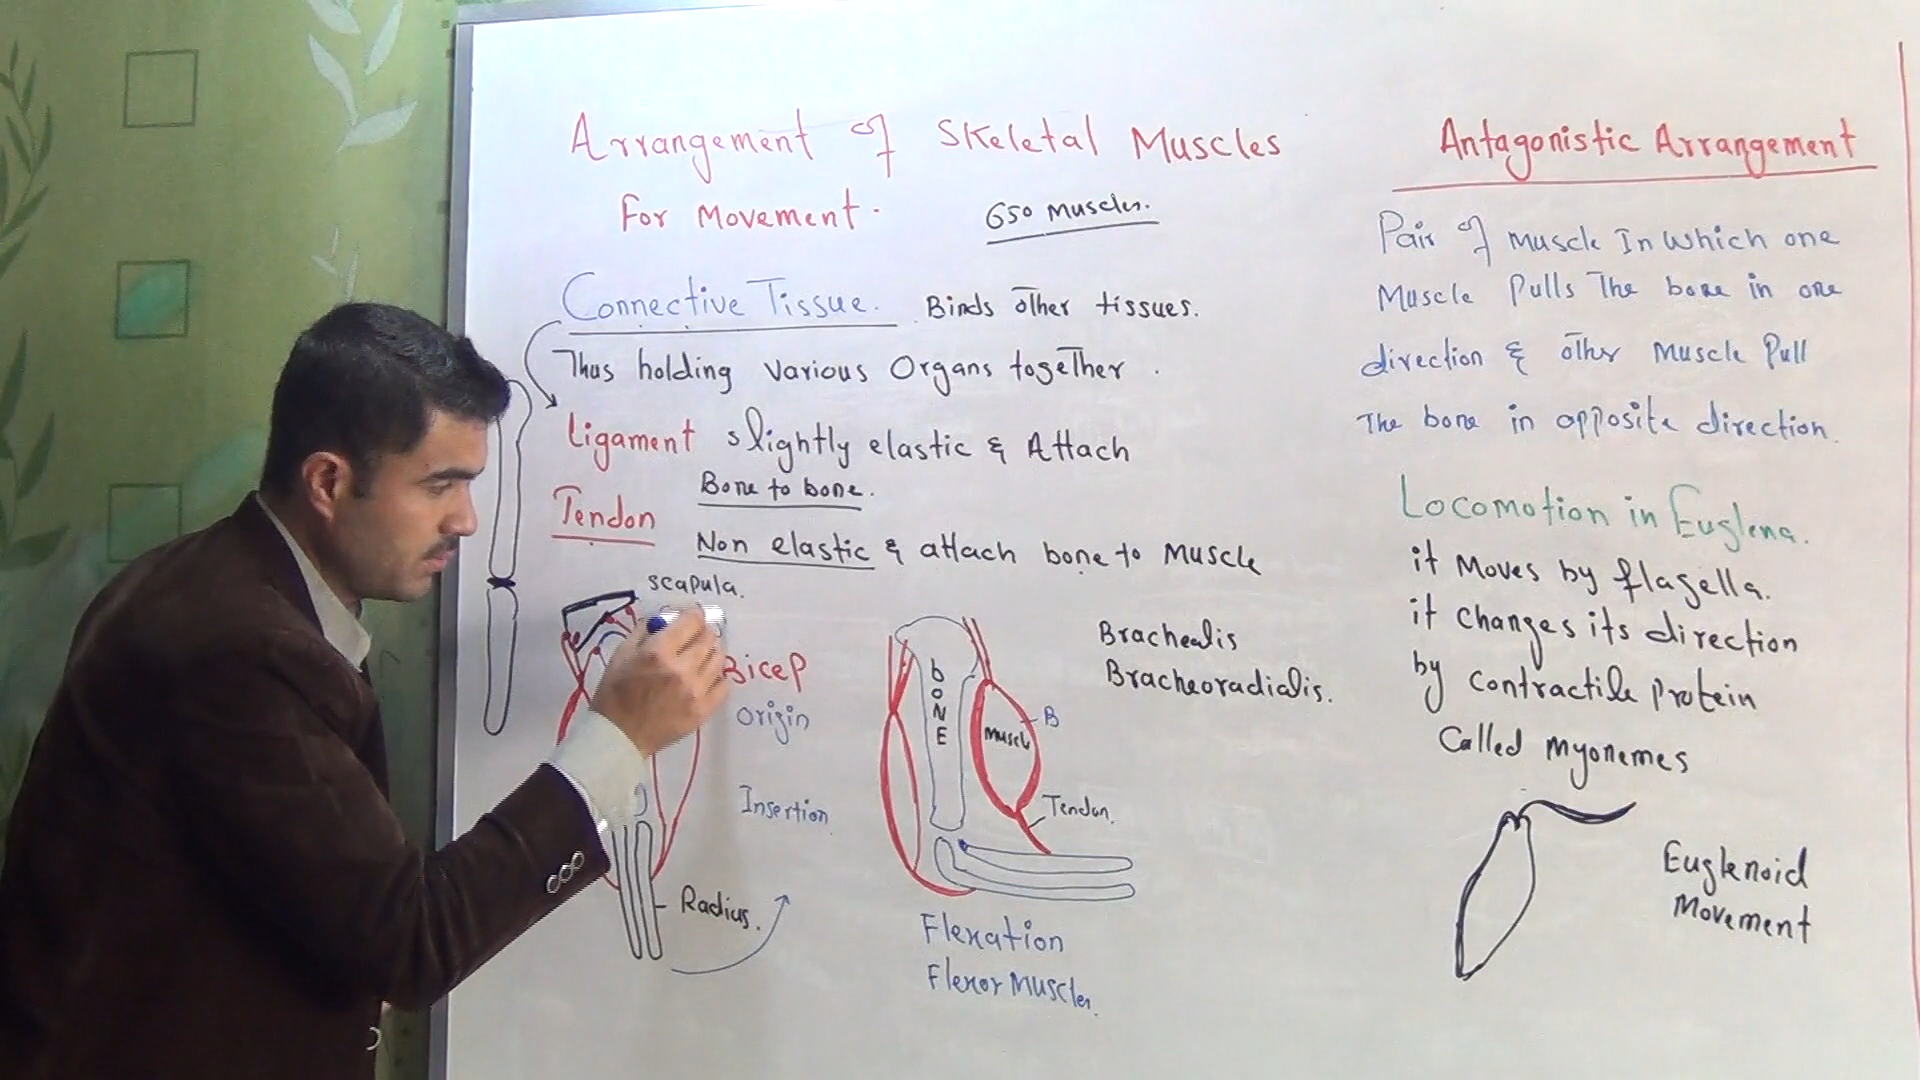 Arrangement of Skeletal Muscles
For Movement.
650 Muscles.
Connective Tissue. Binds other tissues.
Thus holding various Organs together.
Ligament slightly elastic & Attach
Bone to bone.
Tendon
Non elastic & attach bone to Muscle
Scapula.
Bicep
Origin
Insertion
Radius.
bONE
Muscle
B
Tendon.
Flexation
Flexor Muscles
Brachealis
Bracheoradialis.
Antagonistic Arrangement
Pair of muscle In which one
Muscle Pulls The bone in one
direction & other Muscle Pull
The bone in opposite direction.
Locomotion in Euglena.
it Moves by flagella.
it Changes its direction
by Contractile Protein
Called Myonemes
Euglenoid
Movement